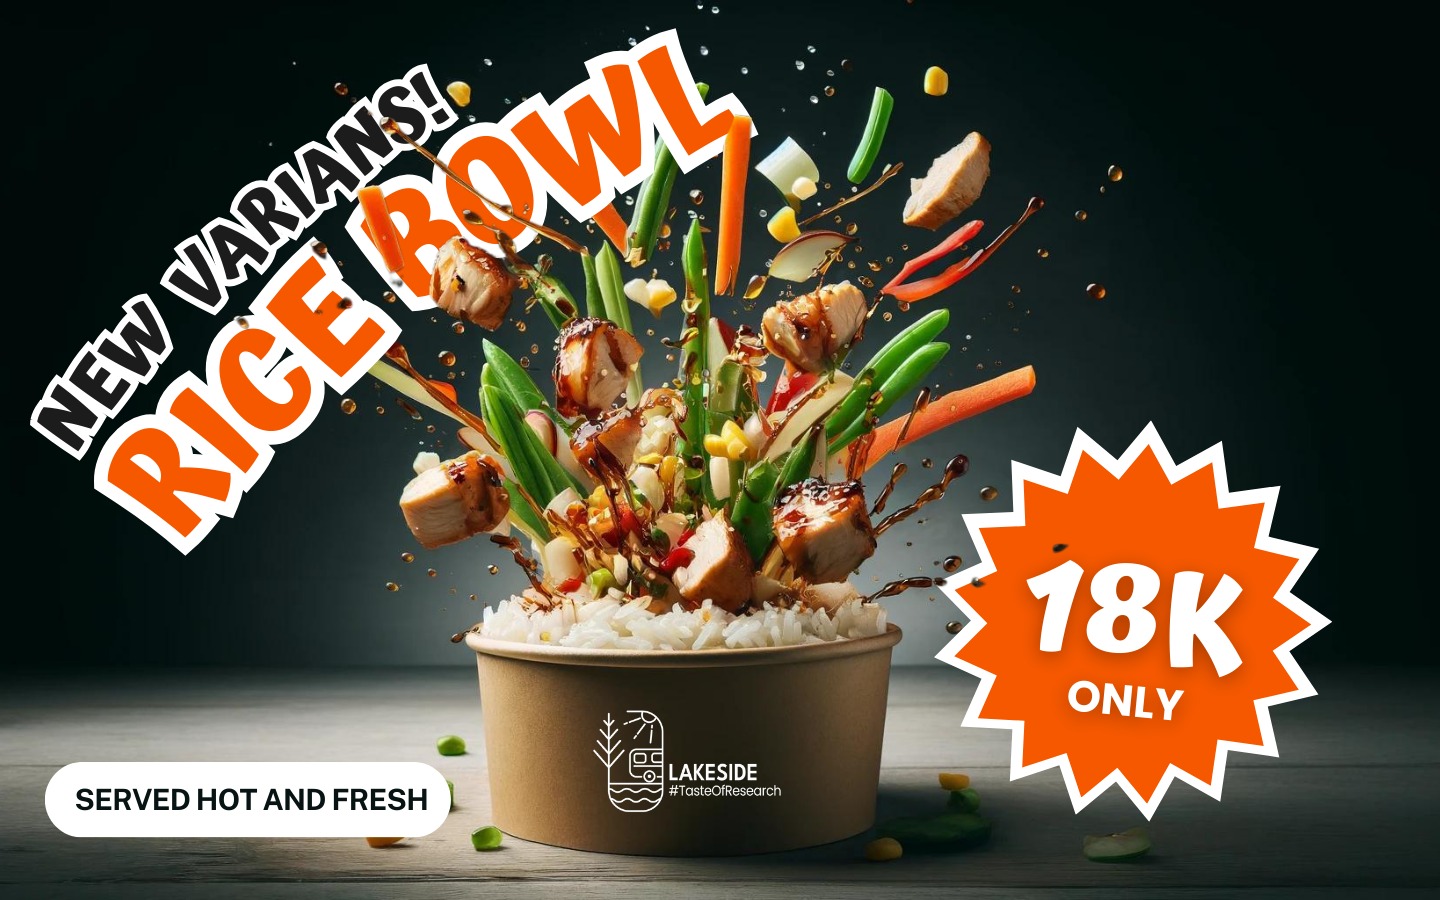 NEW VARIANS!
RICE BOWL
18K
ONLY
LAKESIDE
#TasteOfResearch
SERVED HOT AND FRESH